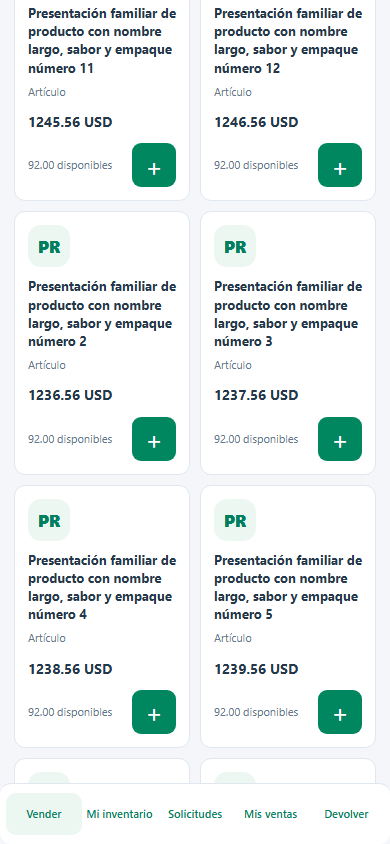 Presentación familiar de
producto con nombre
largo, sabor y empaque
número 11
Artículo
1245.56 USD
92.00 disponibles
+
Presentación familiar de
producto con nombre
largo, sabor y empaque
número 12
Artículo
1246.56 USD
92.00 disponibles
+
PR
Presentación familiar de
producto con nombre
largo, sabor y empaque
número 2
Artículo
1236.56 USD
92.00 disponibles
+
PR
Presentación familiar de
producto con nombre
largo, sabor y empaque
número 3
Artículo
1237.56 USD
92.00 disponibles
+
PR
Presentación familiar de
producto con nombre
largo, sabor y empaque
número 4
Artículo
1238.56 USD
92.00 disponibles
+
PR
Presentación familiar de
producto con nombre
largo, sabor y empaque
número 5
Artículo
1239.56 USD
92.00 disponibles
+
Vender Mi inventario Solicitudes Mis ventas Devolver